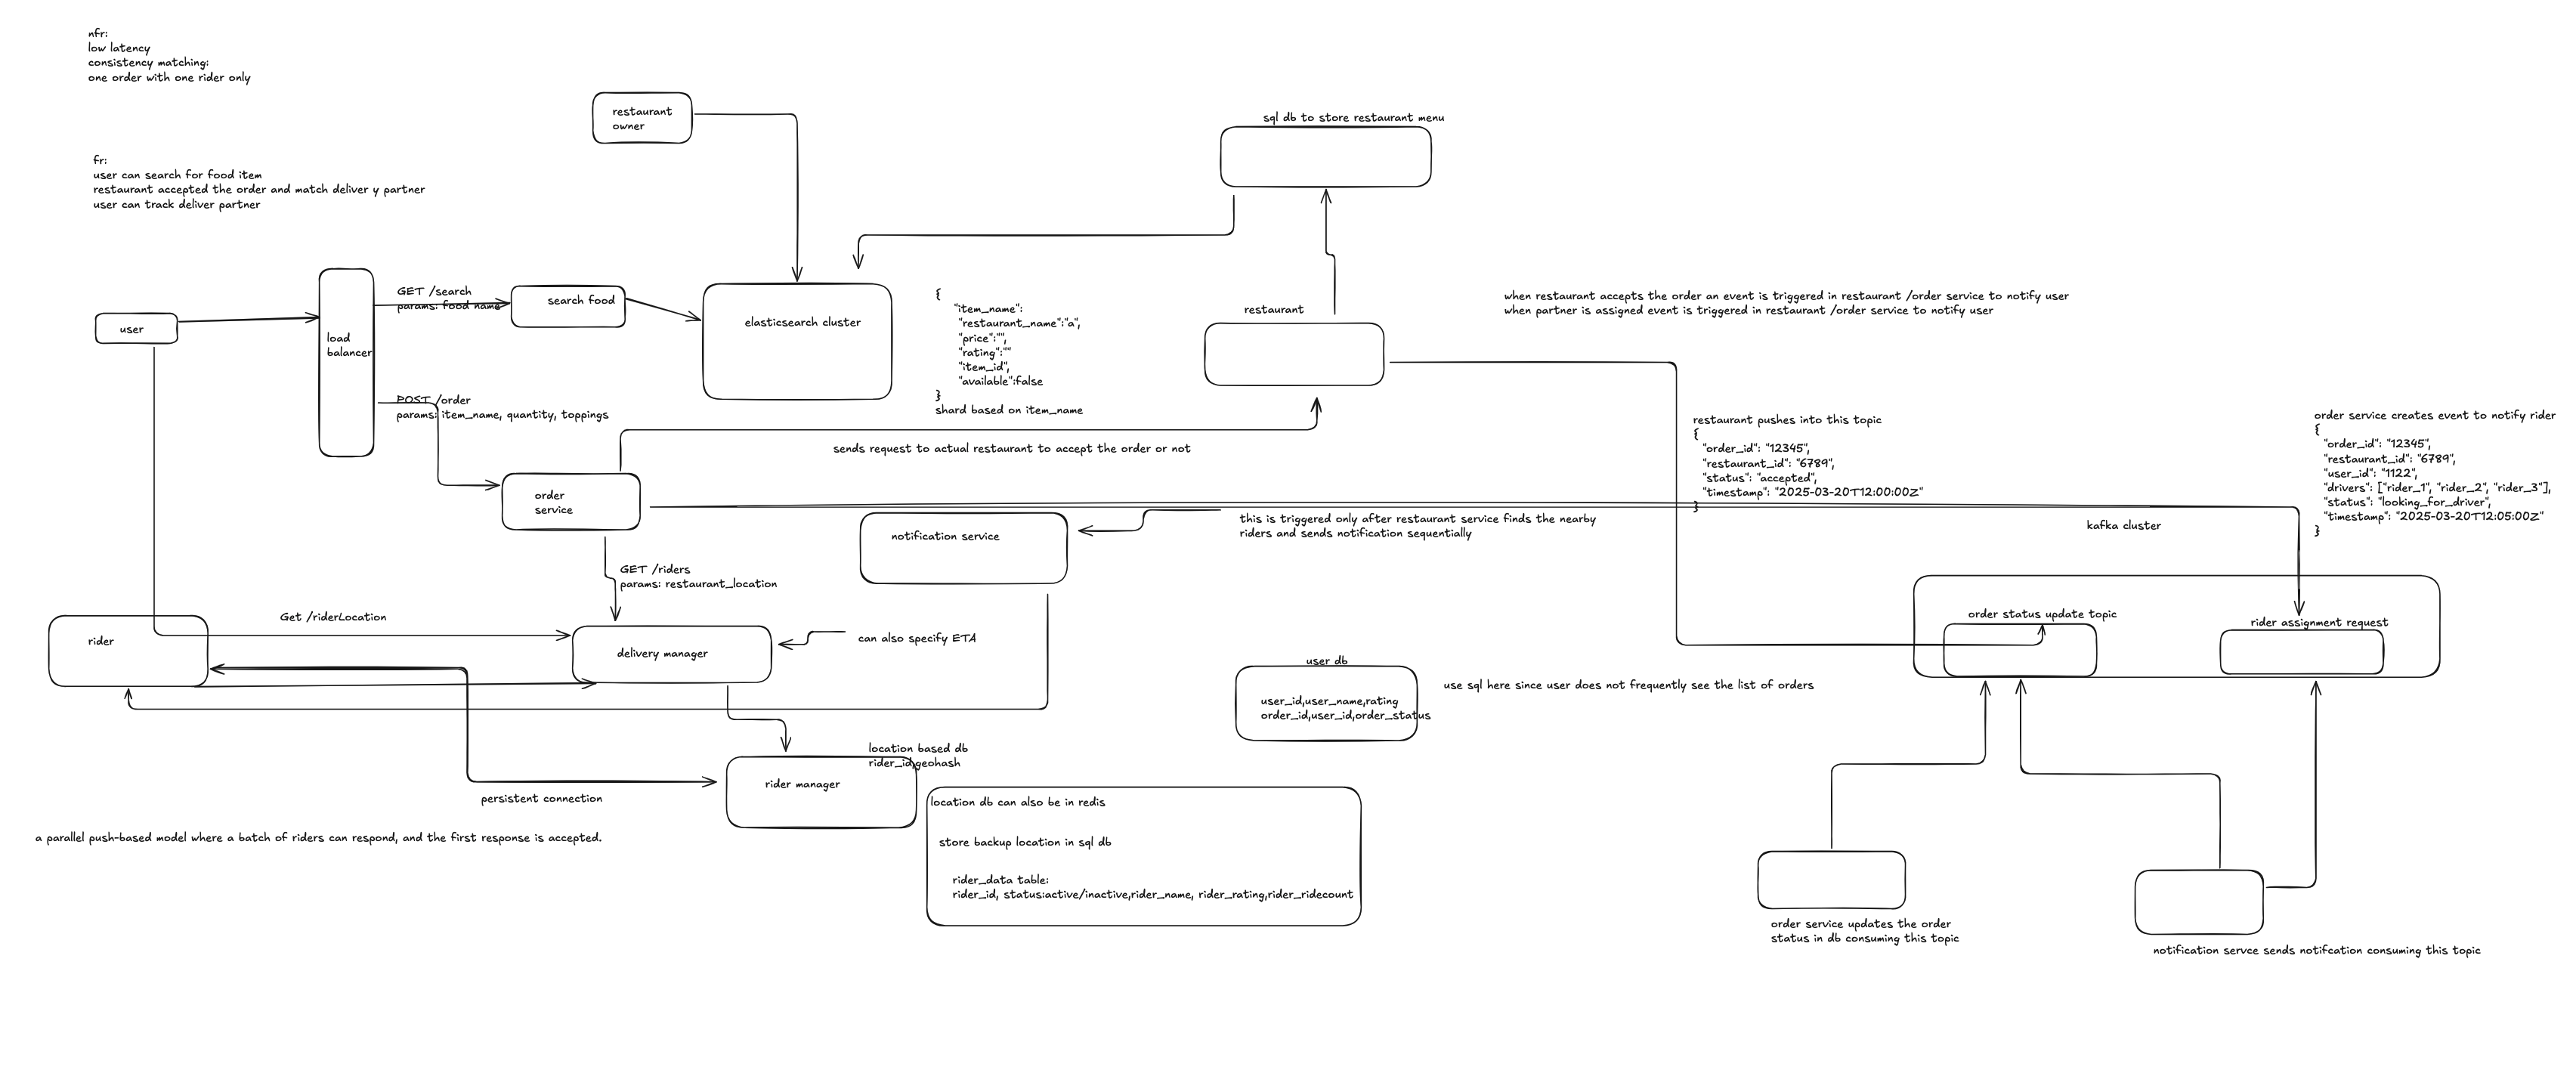 nfr:
low latency
consistency matching:
one order with one rider only
fr:
user can search for food item
restaurant accepted the order and match deliver y partner
user can track deliver partner
restaurant
owner
sql db to store restaurant menu
user
load
balancer
GET /search
params: food name
search food
elasticsearch cluster
{
"item_name":
"restaurant_name":"a",
"price":"",
"rating":""
"item_id",
"available":false
}
shard based on item_name
restaurant
when restaurant accepts the order an event is triggered in restaurant /order service to notify user
when partner is assigned event is triggered in restaurant /order service to notify user
POST /order
params: item_name, quantity, toppings
sends request to actual restaurant to accept the order or not
order
service
restaurant pushes into this topic
{
"order_id": "12345",
"restaurant_id": "6789",
"status": "accepted",
"timestamp": "2025-03-20T12:00:00Z"
}
order service creates event to notify rider
{
"order_id": "12345",
"restaurant_id": "6789",
"user_id": "1122",
"drivers": ["rider_1", "rider_2", "rider_3"],
"status": "looking_for_driver",
"timestamp": "2025-03-20T12:05:00Z"
}
notification service
this is triggered only after restaurant service finds the nearby
riders and sends notification sequentially
kafka cluster
GET /riders
params: restaurant_location
Get /riderLocation
rider
delivery manager
can also specify ETA
order status update topic
rider assignment request
user db
user_id,user_name,rating
order_id,user_id,order_status
use sql here since user does not frequently see the list of orders
location based db
rider_id,geohash
rider manager
persistent connection
location db can also be in redis
store backup location in sql db
rider_data table:
rider_id, status:active/inactive,rider_name, rider_rating,rider_ridecount
a parallel push-based model where a batch of riders can respond, and the first response is accepted.
order service updates the order
status in db consuming this topic
notification servce sends notifcation consuming this topic